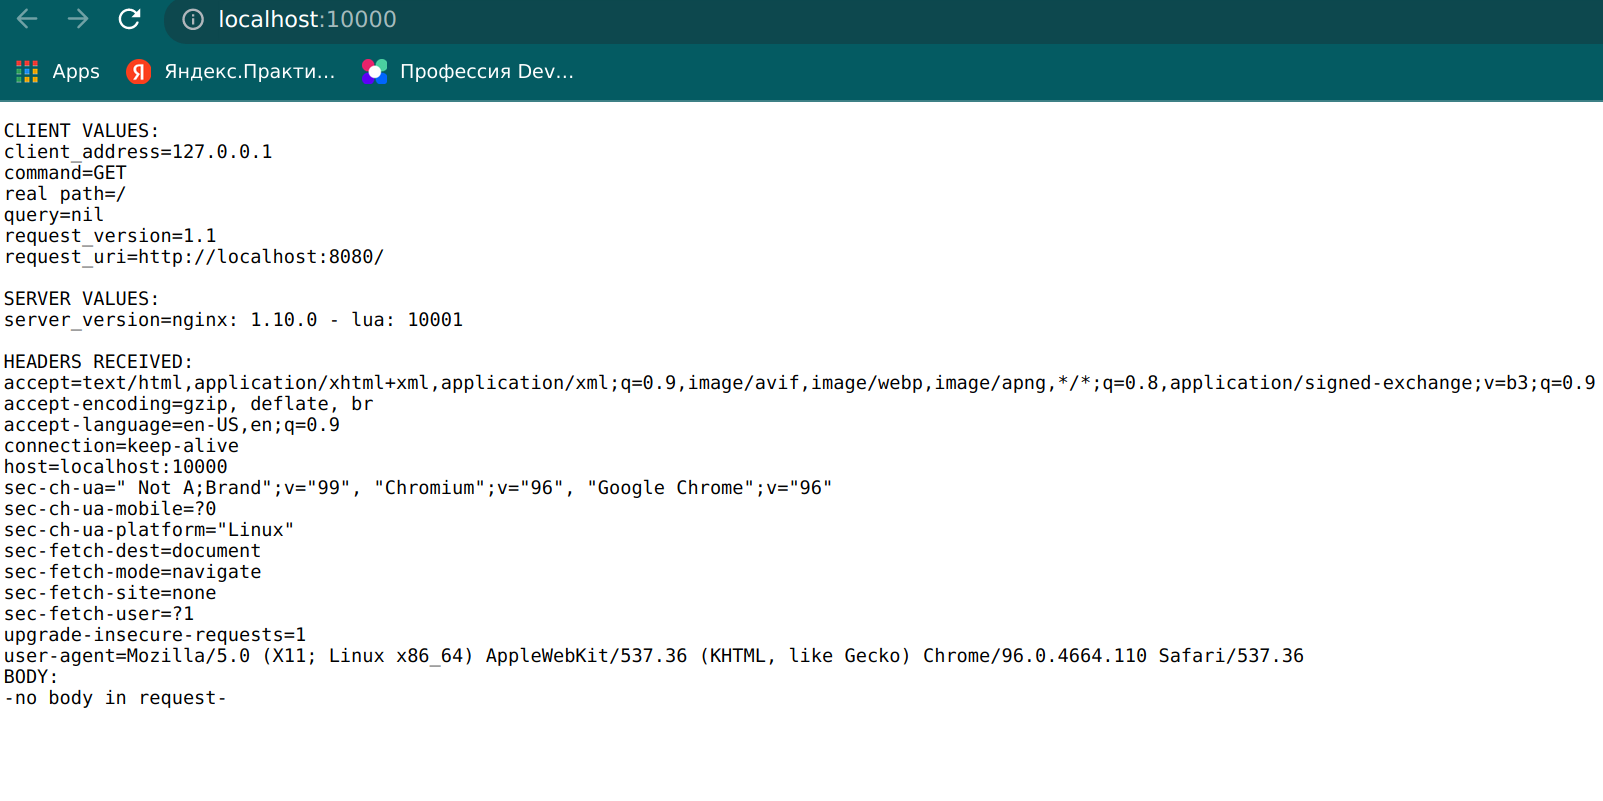 localhost:10000
Apps Яндекс.Практи... Профессия Dev...
CLIENT VALUES:
client_address=127.0.0.1
command=GET
real path=/
query=nil
request_version=1.1
request_uri=http://localhost:8080/
SERVER VALUES:
server_version=nginx: 1.10.0 - lua: 10001
HEADERS RECEIVED:
accept=text/html,application/xhtml+xml,application/xml;q=0.9,image/avif,image/webp,image/apng,*/*;q=0.8,application/signed-exchange;v=b3;q=0.9
accept-encoding=gzip, deflate, br
accept-language=en-US,en;q=0.9
connection=keep-alive
host=localhost:10000
sec-ch-ua=" Not A;Brand";v="99", "Chromium";v="96", "Google Chrome";v="96"
sec-ch-ua-mobile=?0
sec-ch-ua-platform="Linux"
sec-fetch-dest=document
sec-fetch-mode=navigate
sec-fetch-site=none
sec-fetch-user=?1
upgrade-insecure-requests=1
user-agent=Mozilla/5.0 (X11; Linux x86_64) AppleWebKit/537.36 (KHTML, like Gecko) Chrome/96.0.4664.110 Safari/537.36
BODY:
-no body in request-